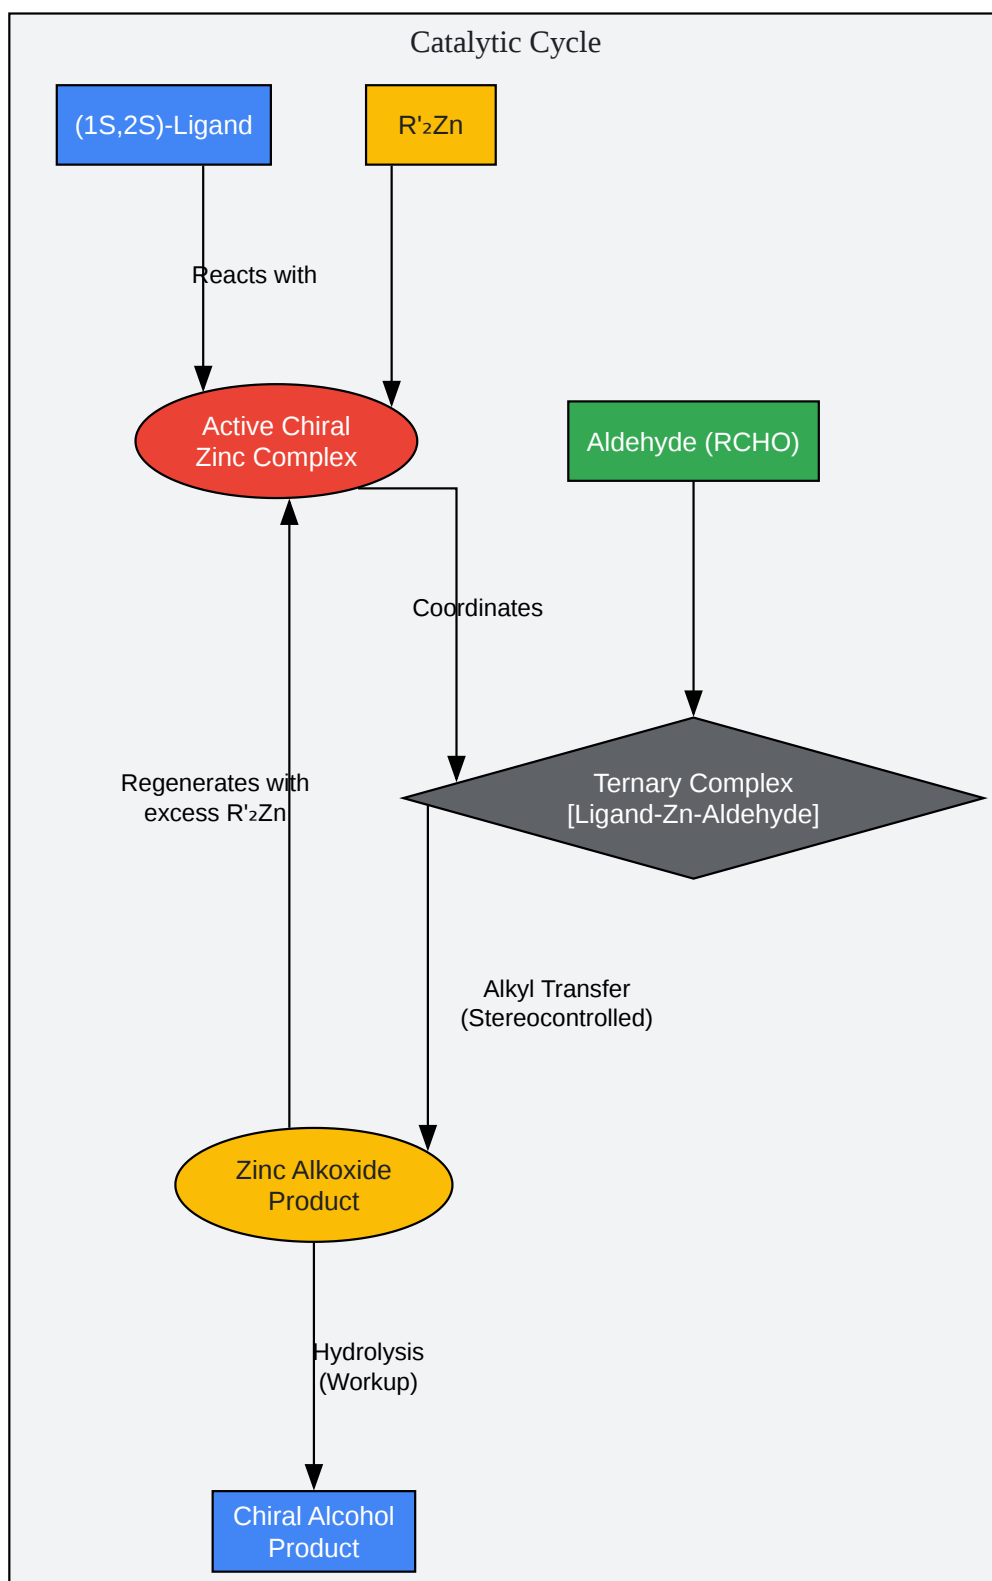 Catalytic Cycle
(1S,2S)-Ligand
R'₂Zn
Reacts with
Active Chiral
Zinc Complex
Aldehyde (RCHO)
Coordinates
Regenerates with
excess R'₂Zn
Ternary Complex
[Ligand-Zn-Aldehyde]
Alkyl Transfer
(Stereocontrolled)
Zinc Alkoxide
Product
Hydrolysis
(Workup)
Chiral Alcohol
Product